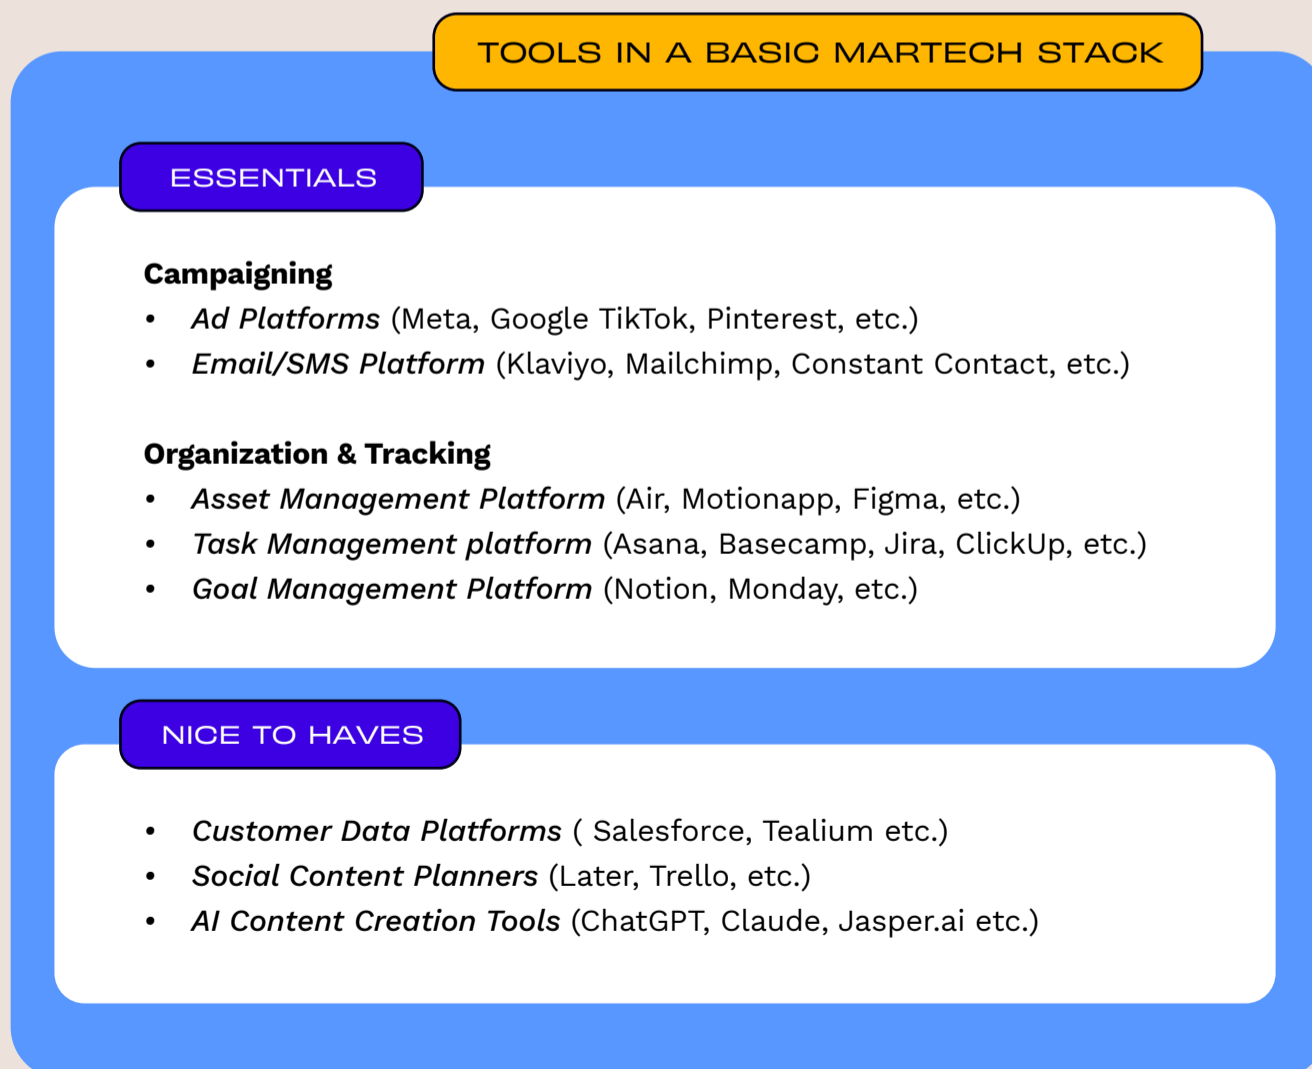 TOOLS IN A BASIC MARTECH STACK
ESSENTIALS
Campaigning
• Ad Platforms (Meta, Google TikTok, Pinterest, etc.)
• Email/SMS Platform (Klaviyo, Mailchimp, Constant Contact, etc.)
Organization & Tracking
• Asset Management Platform (Air, Motionapp, Figma, etc.)
• Task Management platform (Asana, Basecamp, Jira, ClickUp, etc.)
• Goal Management Platform (Notion, Monday, etc.)
NICE TO HAVES
• Customer Data Platforms ( Salesforce, Tealium etc.)
• Social Content Planners (Later, Trello, etc.)
• AI Content Creation Tools (ChatGPT, Claude, Jasper.ai etc.)